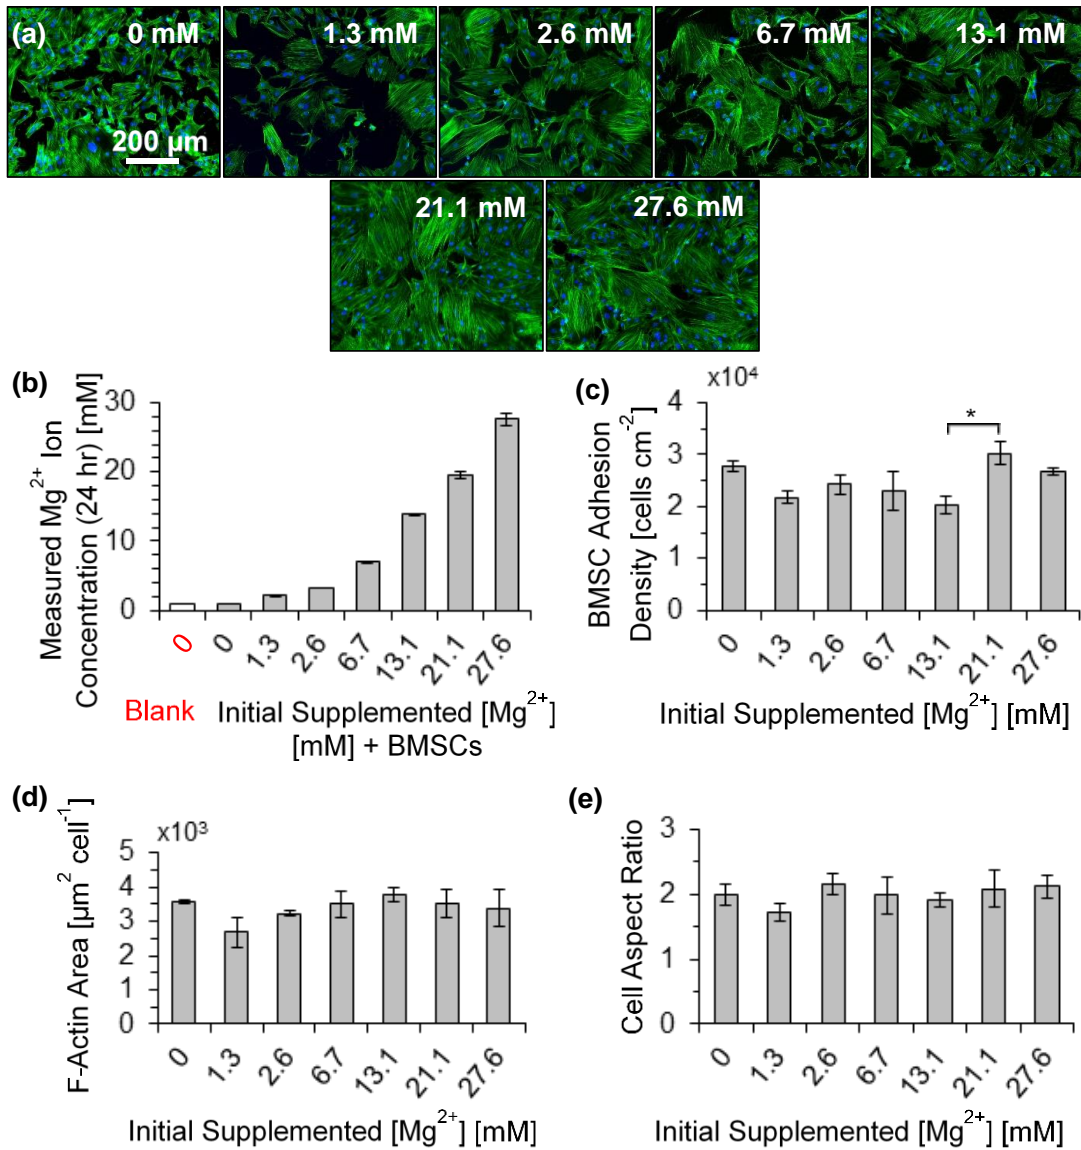 (a)
0 mM
1.3 mM
2.6 mM
6.7 mM
13.1 mM
200 µm
21.1 mM
27.6 mM
(b)
Measured Mg²⁺ Ion
Concentration (24 hr) [mM]
30
20
10
0
0
0
1.3
2.6
6.7
13.1
21.1
27.6
Blank
Initial Supplemented [Mg²⁺]
[mM] + BMSCs
(c)
x10⁴
BMSC Adhesion
Density [cells cm⁻²]
4
3
2
1
0
*
0
1.3
2.6
6.7
13.1
21.1
27.6
Initial Supplemented [Mg²⁺] [mM]
(d)
x10³
F-Actin Area [µm² cell⁻¹]
5
4
3
2
1
0
0
1.3
2.6
6.7
13.1
21.1
27.6
Initial Supplemented [Mg²⁺] [mM]
(e)
Cell Aspect Ratio
3
2
1
0
0
1.3
2.6
6.7
13.1
21.1
27.6
Initial Supplemented [Mg²⁺] [mM]